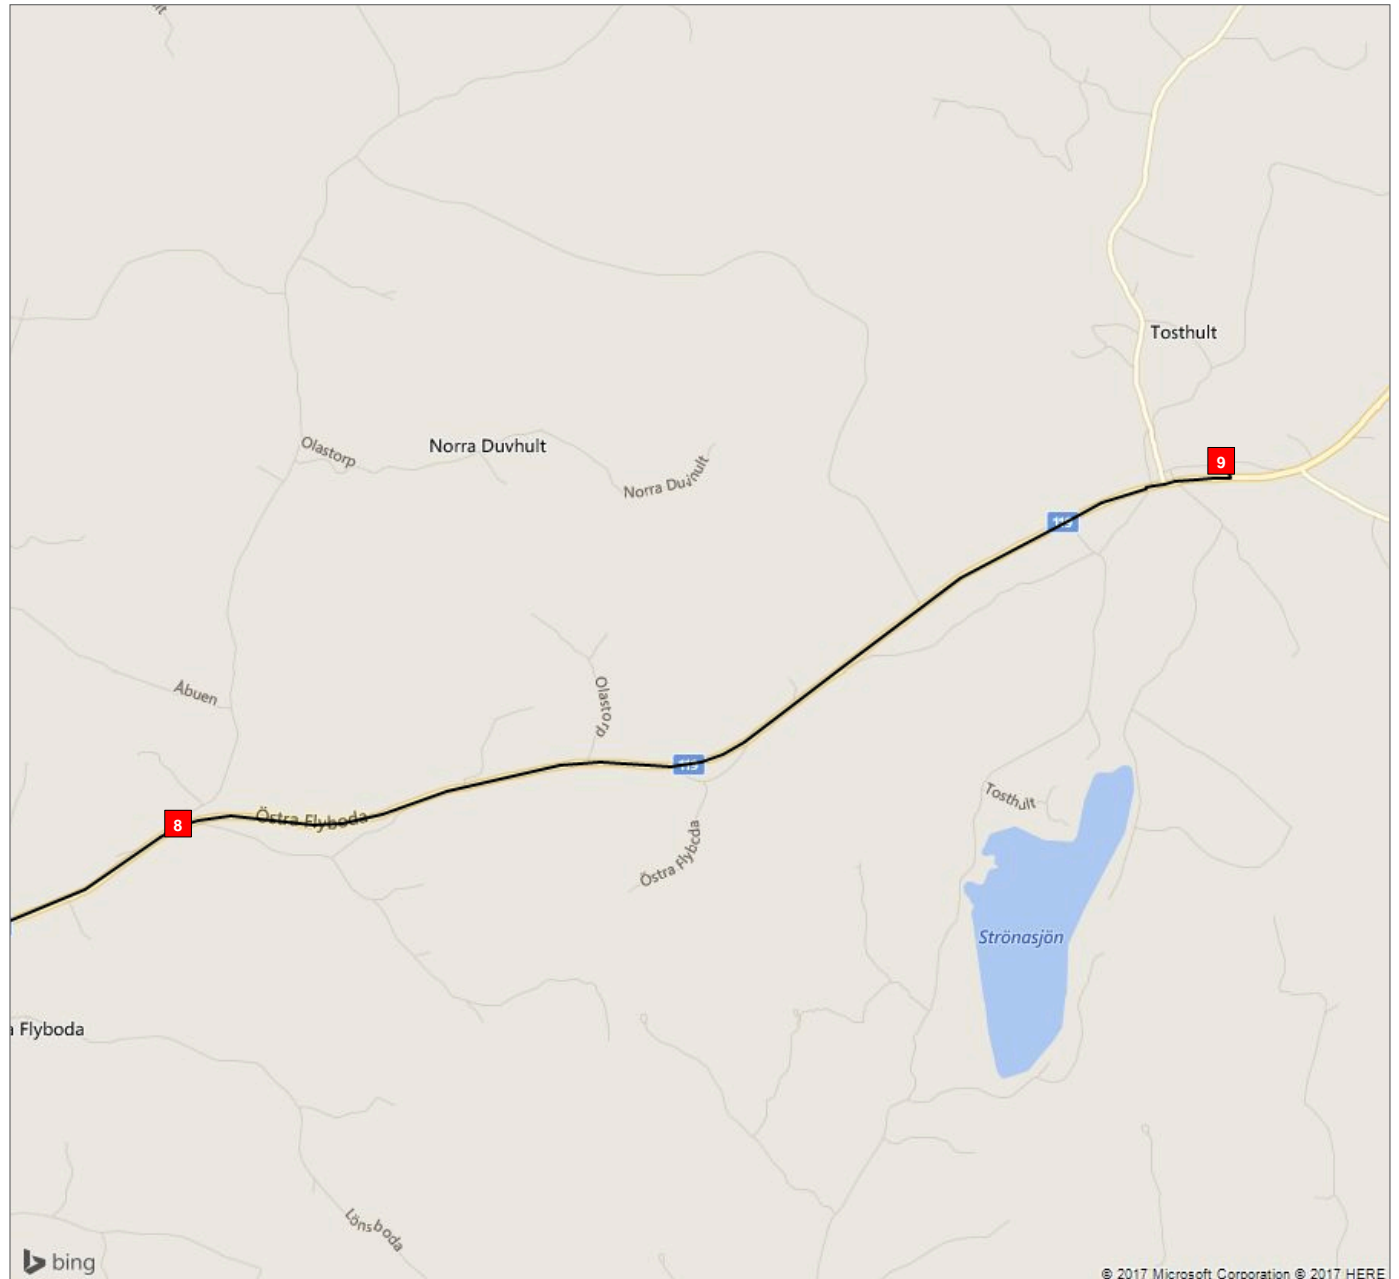 Tosthult
Olastorp
Norra Duvhult
Norra Duvhult
9
Olastorp
Åbuen
8
Östra Flyboda
Östra Flyboda
Tosthult
Strönasjön
Flyboda
Lönsboda
bing
© 2017 Microsoft Corporation © 2017 HERE